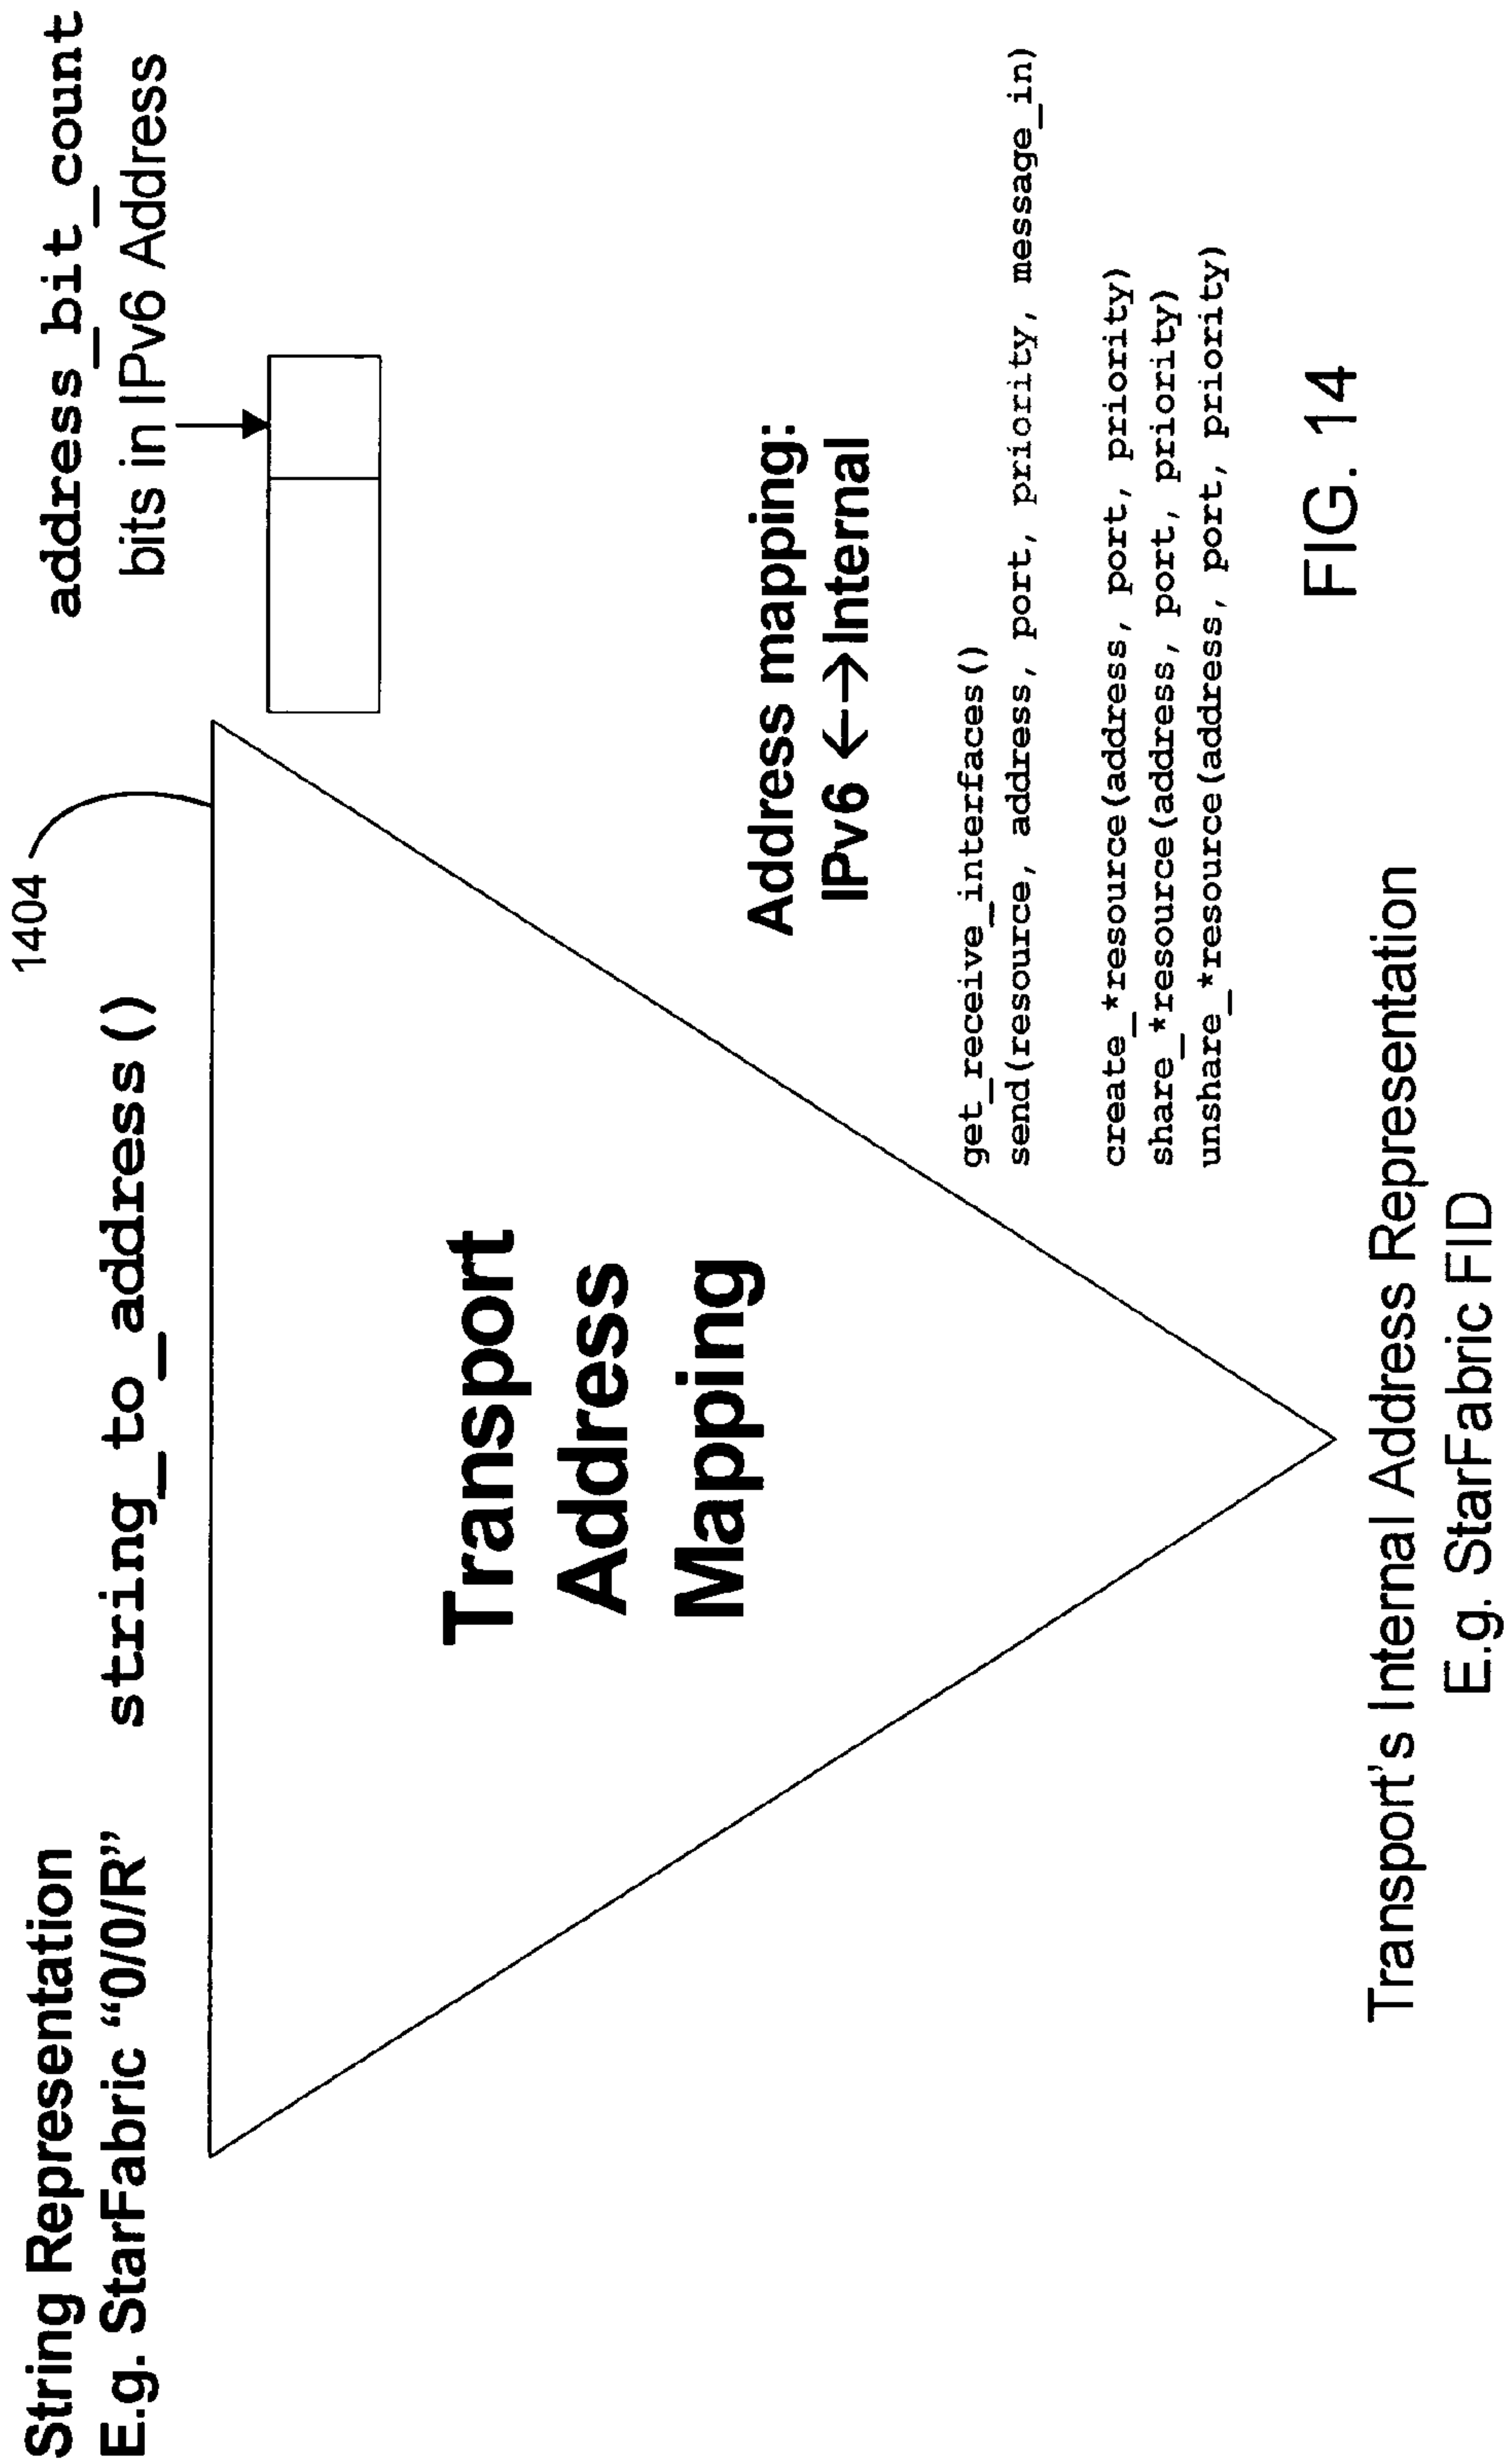 String Representation
E.g. StarFabric “0/0/R”
string_to_address()
1404
address_bit_count
bits in IPv6 Address
Transport
Address
Mapping
Address mapping:
IPv6 ←→Internal
get_receive_interfaces()
send(resource, address, port, priority, message_in)
create_*resource(address, port, priority)
share_*resource(address, port, priority)
unshare_*resource(address, port, priority)
Transport's Internal Address Representation
E.g. StarFabric FID
FIG. 14